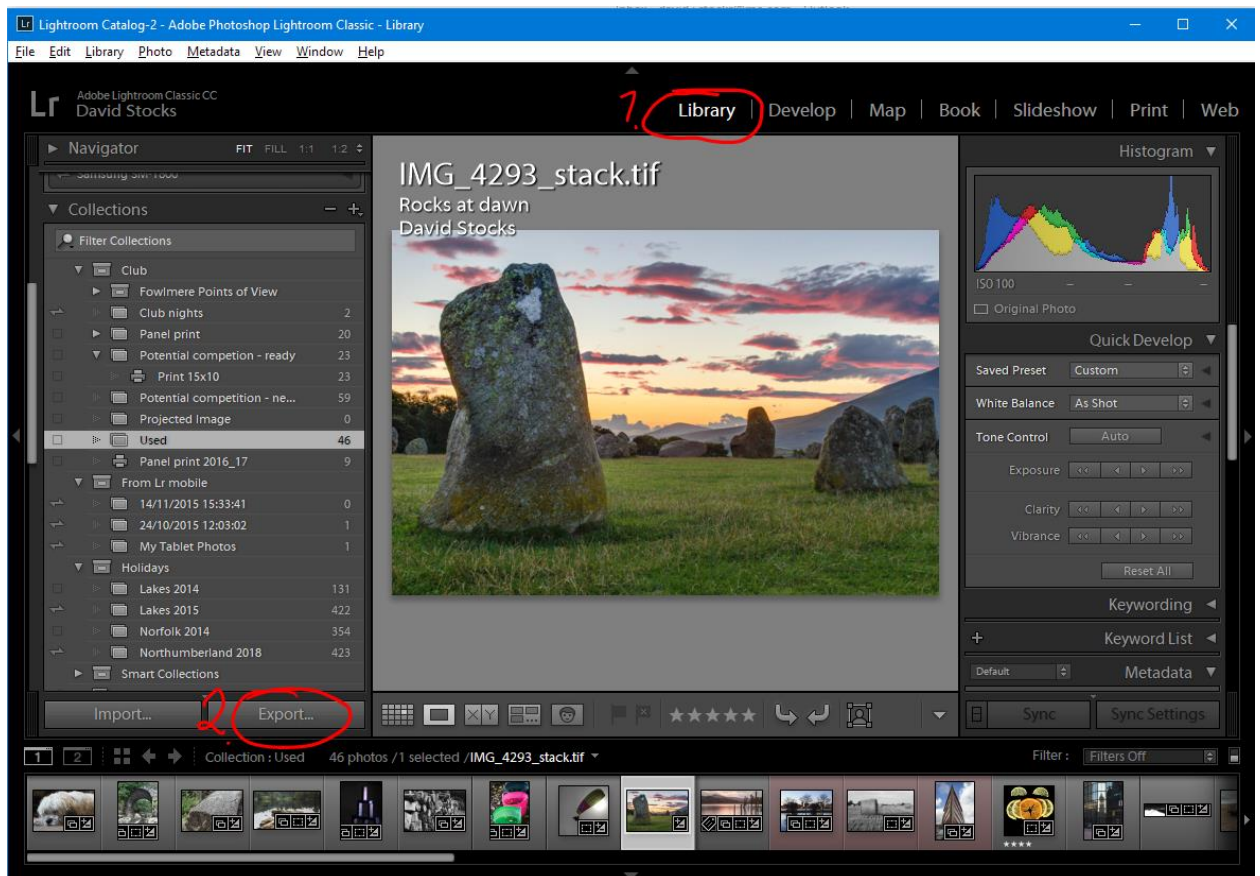 Lightroom Catalog-2 - Adobe Photoshop Lightroom Classic - Library
File Edit Library Photo Metadata View Window Help
Lr Adobe Lightroom Classic CC
David Stocks
1. Library | Develop | Map | Book | Slideshow | Print | Web
Navigator FIT FILL 1:1 1:2
Collections
Filter Collections
Club
Fowlmere Points of View
Club nights 2
Panel print 20
Potential competion - ready 23
Print 15x10 23
Potential competition - ne... 59
Projected Image 0
Used 46
Panel print 2016_17 9
From Lr mobile
14/11/2015 15:33:41 0
24/10/2015 12:03:02 1
My Tablet Photos 1
Holidays
Lakes 2014 131
Lakes 2015 422
Norfolk 2014 354
Northumberland 2018 423
Smart Collections
Import... 2. Export...
IMG_4293_stack.tif
Rocks at dawn
David Stocks
Histogram
ISO 100
Original Photo
Quick Develop
Saved Preset Custom
White Balance As Shot
Tone Control Auto
Exposure
Clarity
Vibrance
Reset All
Keywording
Keyword List
Default Metadata
Sync Sync Settings
XY
1 2 Collection : Used 46 photos /1 selected /IMG_4293_stack.tif Filter : Filters Off